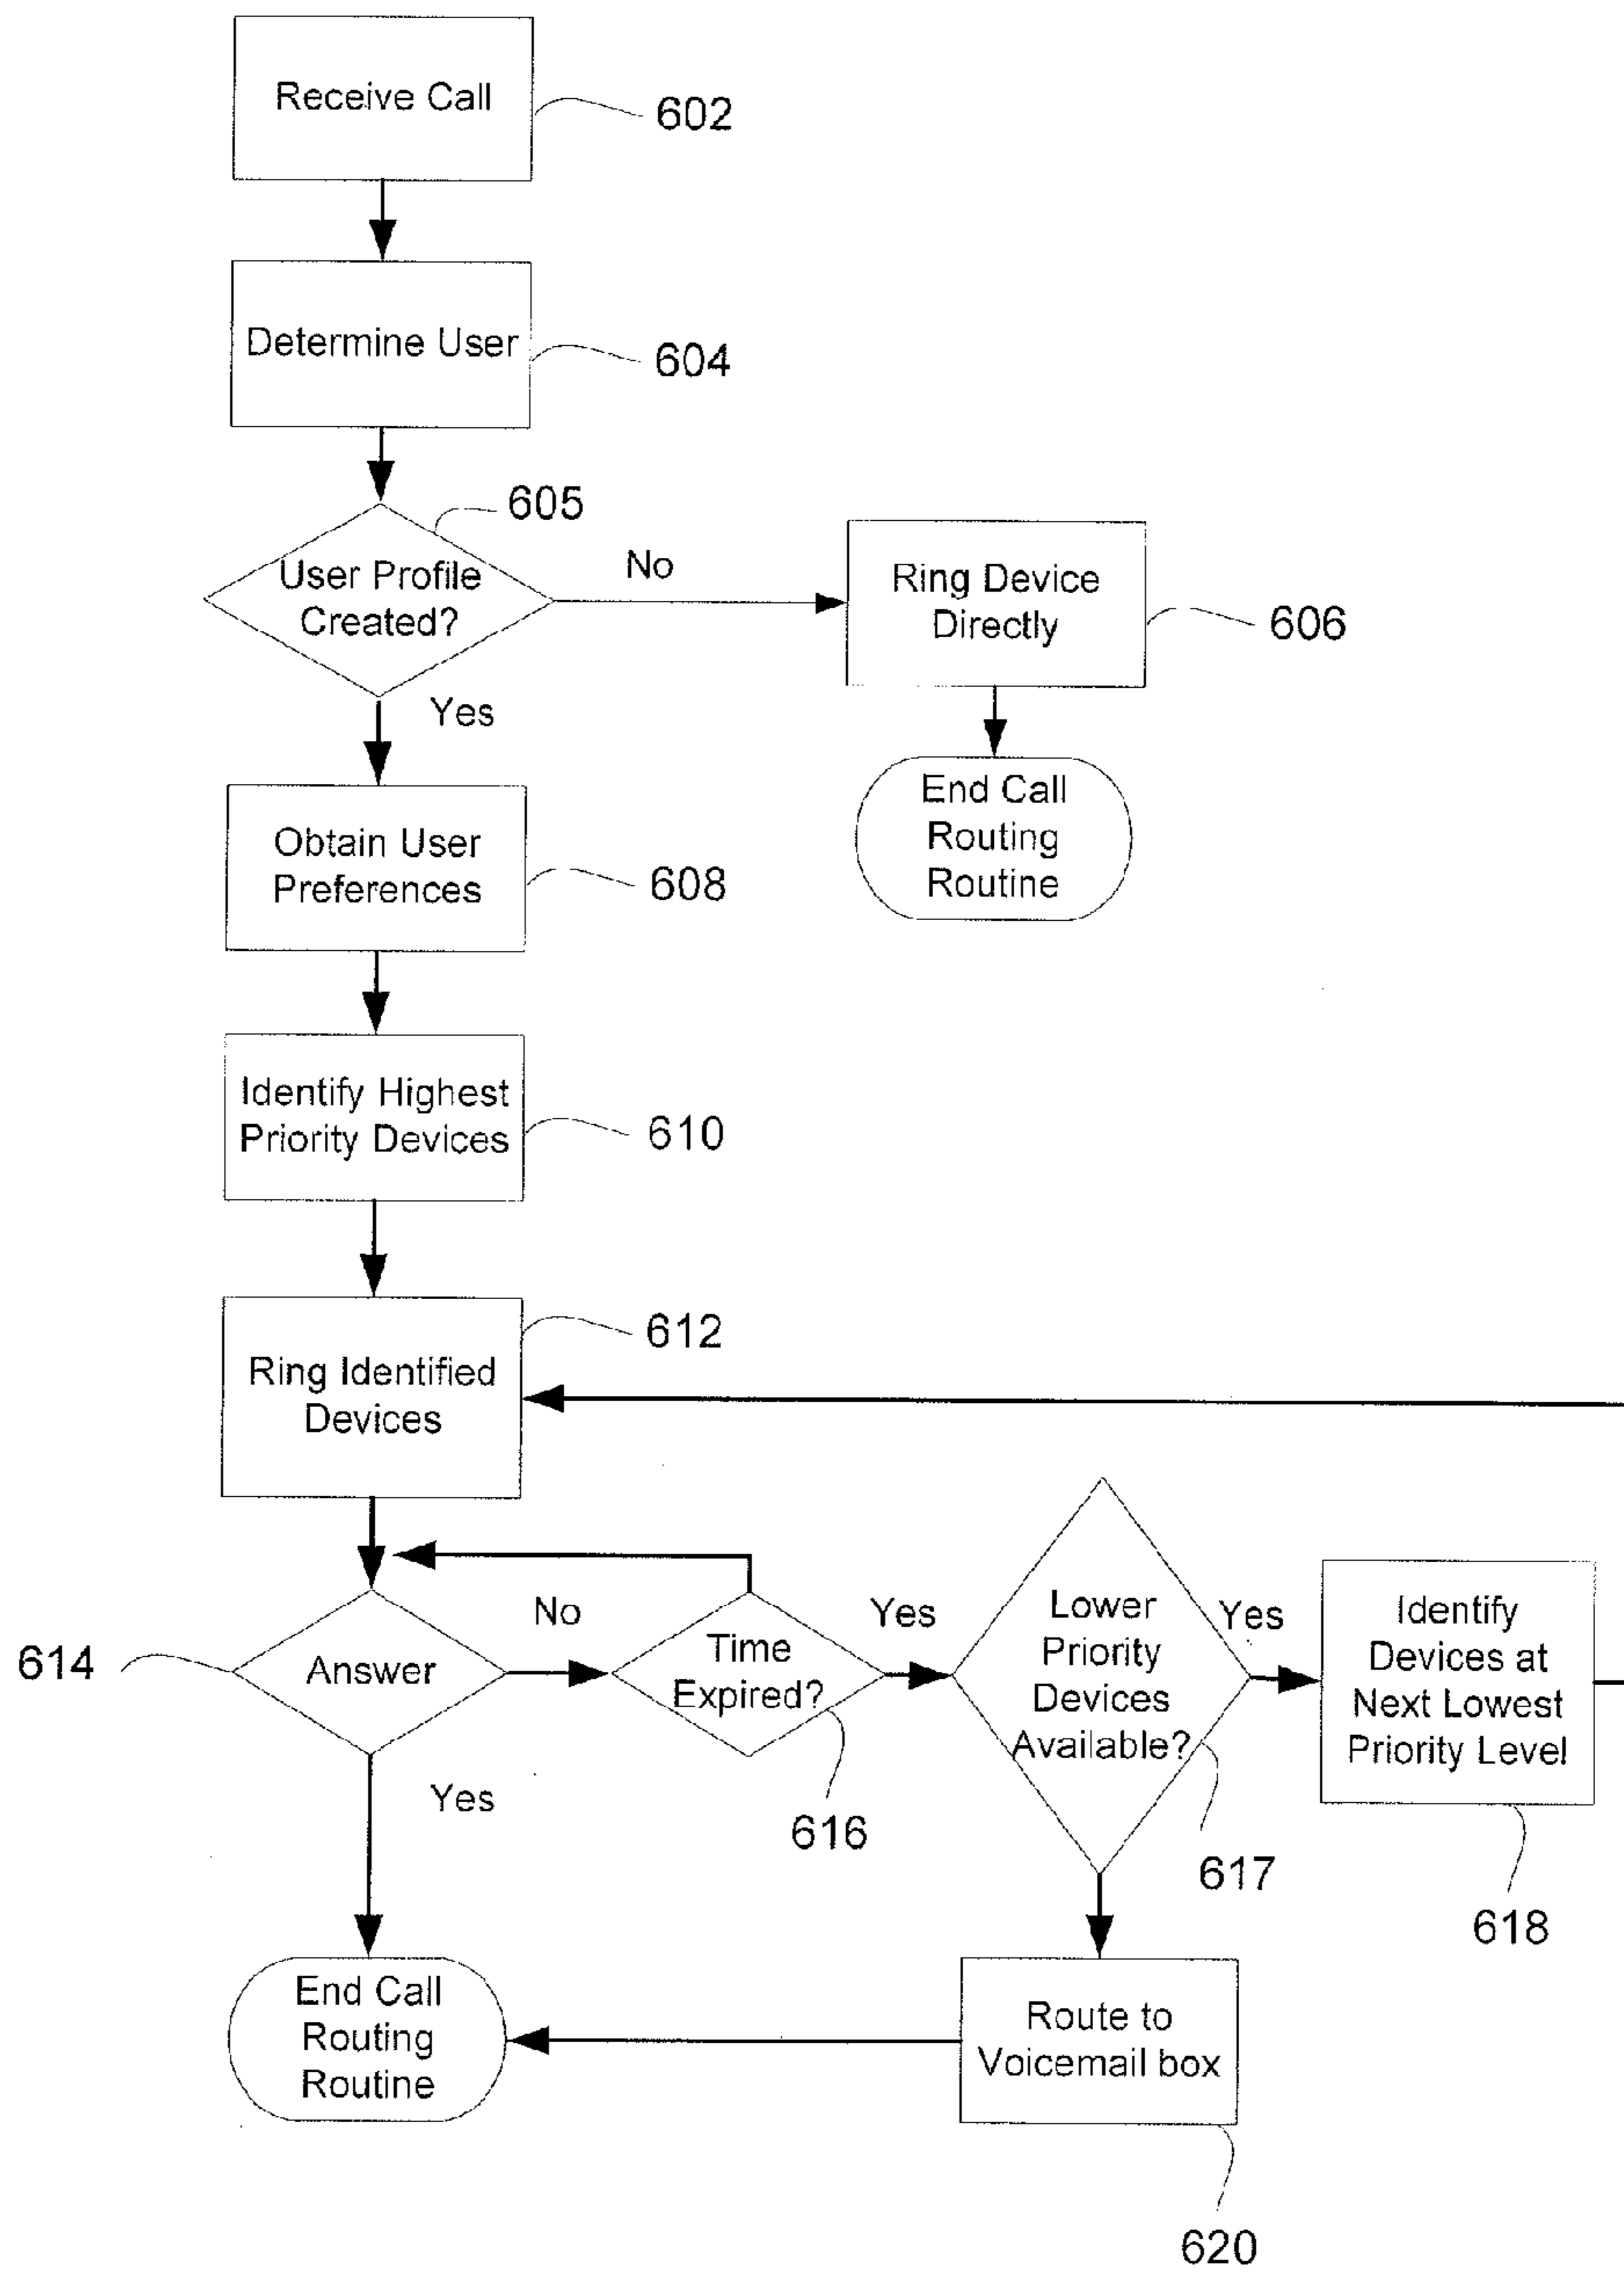 Receive Call
602
Determine User
604
605
User Profile
Created?
No
Ring Device
Directly
606
Yes
End Call
Routing
Routine
Obtain User
Preferences
608
Identify Highest
Priority Devices
610
Ring Identified
Devices
612
614
Answer
No
Time
Expired?
616
Yes
Lower
Priority
Devices
Available?
617
Yes
Identify
Devices at
Next Lowest
Priority Level
618
Yes
End Call
Routing
Routine
Route to
Voicemail box
620